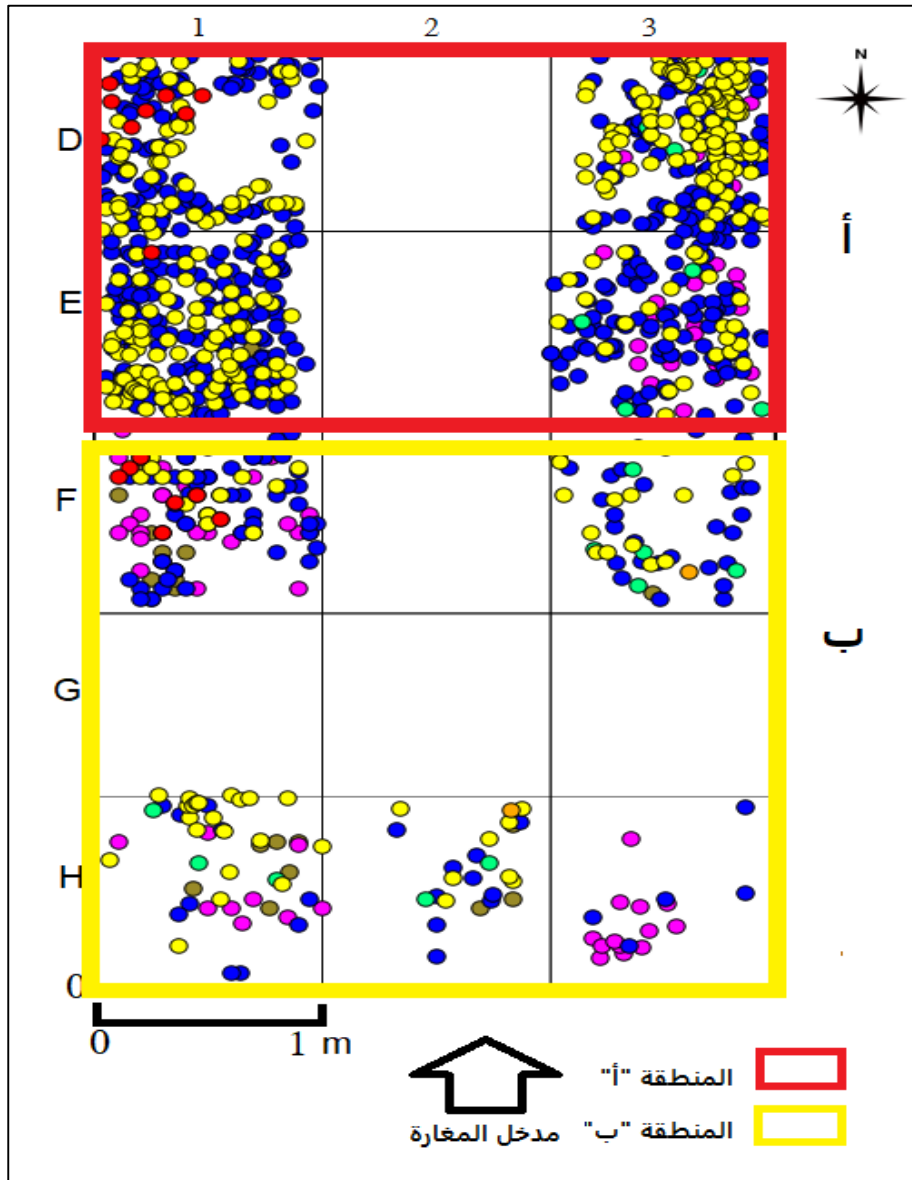 1 2 3
N
D
أ
E
F
ب
G
H
0
0 1 m
المنطقة "أ"
المنطقة "ب"
مدخل المغارة